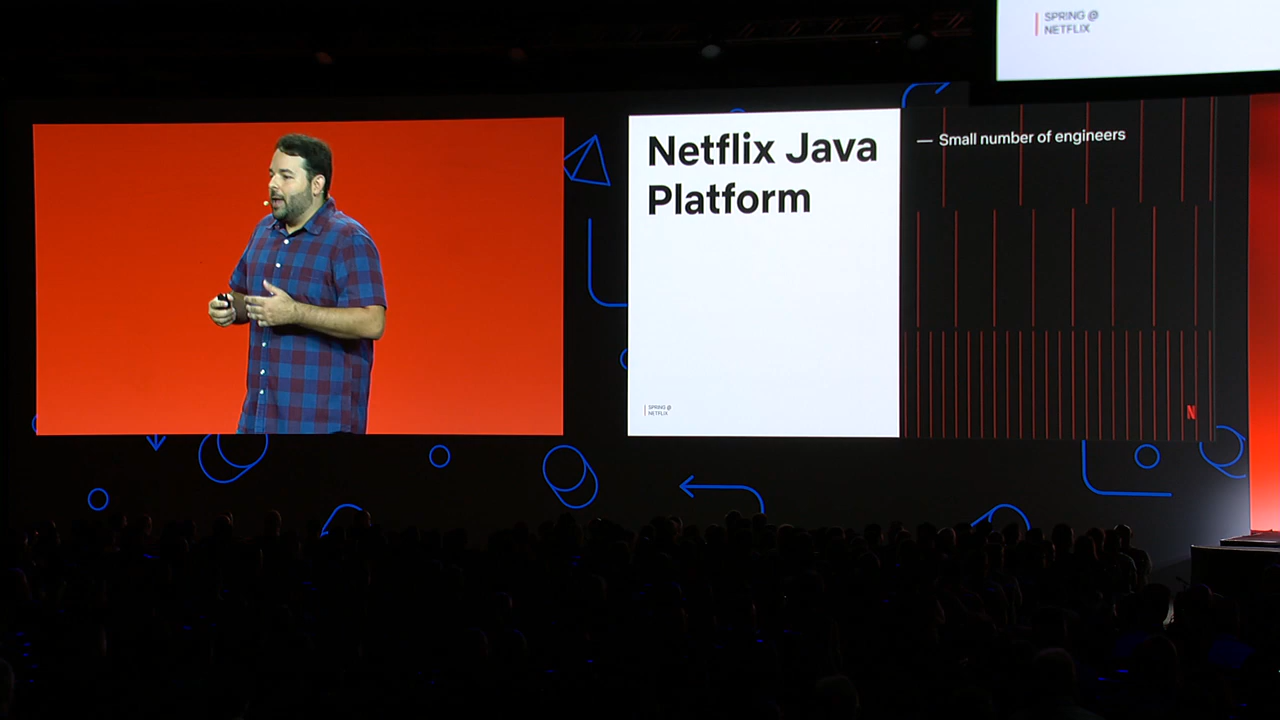 SPRING @
NETFLIX
Netflix Java
Platform
— Small number of engineers
SPRING @
NETFLIX
N